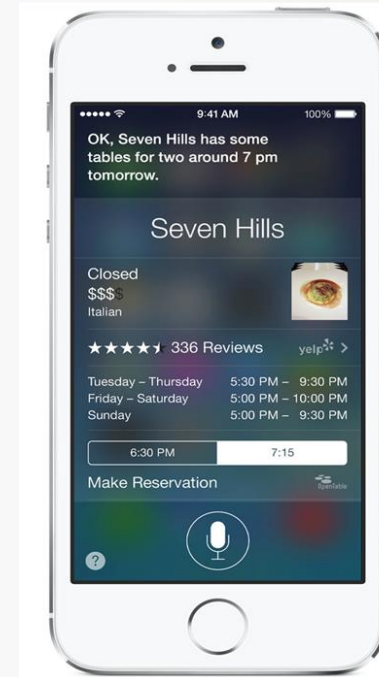 9:41 AM 100%
OK, Seven Hills has some
tables for two around 7 pm
tomorrow.
Seven Hills
Closed
$$$$
Italian
336 Reviews yelp >
Tuesday – Thursday 5:30 PM – 9:30 PM
Friday – Saturday 5:00 PM – 10:00 PM
Sunday 5:00 PM – 9:30 PM
6:30 PM 7:15
Make Reservation OpenTable
?